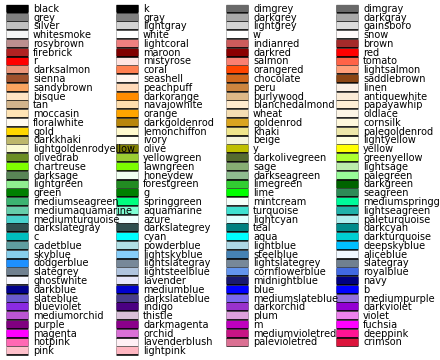 black k dimgrey dimgray
grey gray darkgrey darkgray
silver lightgray lightgrey gainsboro
whitesmoke white w snow
rosybrown lightcoral indianred brown
firebrick maroon darkred red
r mistyrose salmon tomato
darksalmon coral orangered lightsalmon
sienna seashell chocolate saddlebrown
sandybrown peachpuff peru linen
bisque darkorange burlywood antiquewhite
tan navajowhite blanchedalmond papayawhip
moccasin orange wheat oldlace
floralwhite darkgoldenrod goldenrod cornsilk
gold lemonchiffon khaki palegoldenrod
darkkhaki ivory beige lightyellow
lightgoldenrodyellow olive y yellow
olivedrab yellowgreen darkolivegreen greenyellow
chartreuse lawngreen sage lightsage
darksage honeydew darkseagreen palegreen
lightgreen forestgreen limegreen darkgreen
green g lime seagreen
mediumseagreen springgreen mintcream mediumspringg
mediumaquamarine aquamarine turquoise lightseagreen
mediumturquoise azure lightcyan paleturquoise
darkslategray darkslategrey teal darkcyan
c cyan aqua darkturquoise
cadetblue powderblue lightblue deepskyblue
skyblue lightskyblue steelblue aliceblue
dodgerblue lightslategray lightslategrey slategray
slategrey lightsteelblue cornflowerblue royalblue
ghostwhite lavender midnightblue navy
darkblue mediumblue blue b
slateblue darkslateblue mediumslateblue mediumpurple
blueviolet indigo darkorchid darkviolet
mediumorchid thistle plum violet
purple darkmagenta m fuchsia
magenta orchid mediumvioletred deeppink
hotpink lavenderblush palevioletred crimson
pink lightpink